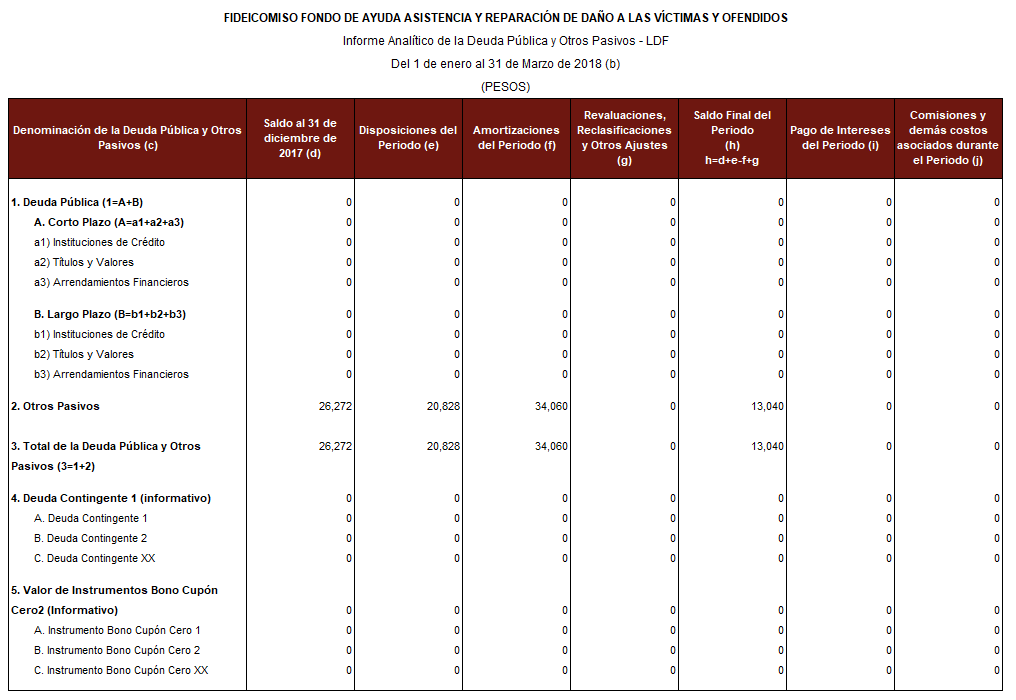 FIDEICOMISO FONDO DE AYUDA ASISTENCIA Y REPARACIÓN DE DAÑO A LAS VÍCTIMAS Y OFENDIDOS
Informe Analítico de la Deuda Pública y Otros Pasivos - LDF
Del 1 de enero al 31 de Marzo de 2018 (b)
(PESOS)
Denominación de la Deuda Pública y Otros Pasivos (c) Saldo al 31 de diciembre de 2017 (d) Disposiciones del Periodo (e) Amortizaciones del Periodo (f) Revaluaciones, Reclasificaciones y Otros Ajustes (g) Saldo Final del Periodo (h) h=d+e-f+g Pago de Intereses del Periodo (i) Comisiones y demás costos asociados durante el Periodo (j)
1. Deuda Pública (1=A+B) 0 0 0 0 0 0 0
A. Corto Plazo (A=a1+a2+a3) 0 0 0 0 0 0 0
a1) Instituciones de Crédito 0 0 0 0 0 0 0
a2) Títulos y Valores 0 0 0 0 0 0 0
a3) Arrendamientos Financieros 0 0 0 0 0 0 0
B. Largo Plazo (B=b1+b2+b3) 0 0 0 0 0 0 0
b1) Instituciones de Crédito 0 0 0 0 0 0 0
b2) Títulos y Valores 0 0 0 0 0 0 0
b3) Arrendamientos Financieros 0 0 0 0 0 0 0
2. Otros Pasivos 26,272 20,828 34,060 0 13,040 0 0
3. Total de la Deuda Pública y Otros 26,272 20,828 34,060 0 13,040 0 0
Pasivos (3=1+2)
4. Deuda Contingente 1 (informativo) 0 0 0 0 0 0 0
A. Deuda Contingente 1 0 0 0 0 0 0 0
B. Deuda Contingente 2 0 0 0 0 0 0 0
C. Deuda Contingente XX 0 0 0 0 0 0 0
5. Valor de Instrumentos Bono Cupón
Cero2 (Informativo) 0 0 0 0 0 0 0
A. Instrumento Bono Cupón Cero 1 0 0 0 0 0 0 0
B. Instrumento Bono Cupón Cero 2 0 0 0 0 0 0 0
C. Instrumento Bono Cupón Cero XX 0 0 0 0 0 0 0